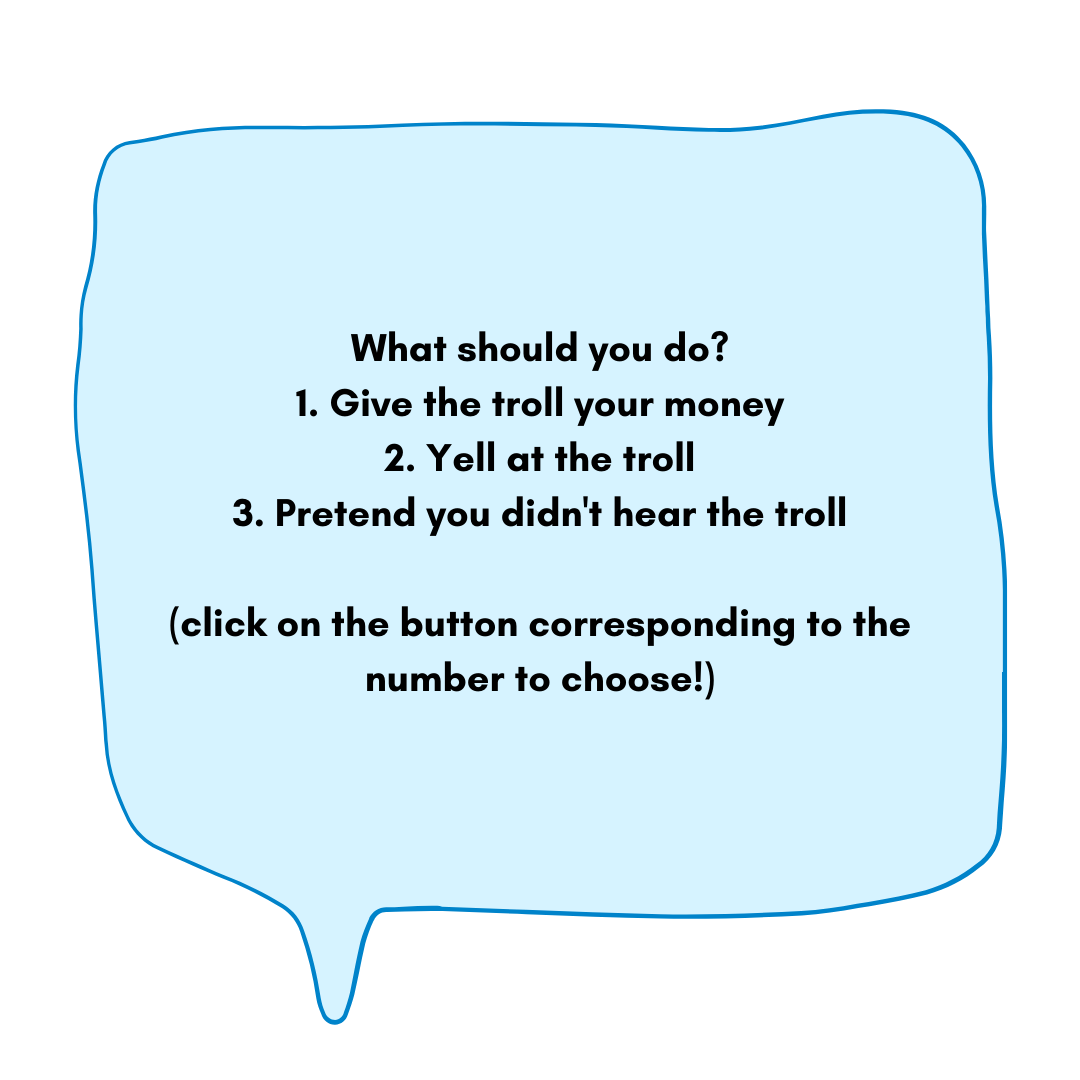 What should you do?
1. Give the troll your money
2. Yell at the troll
3. Pretend you didn't hear the troll
(click on the button corresponding to the
number to choose!)